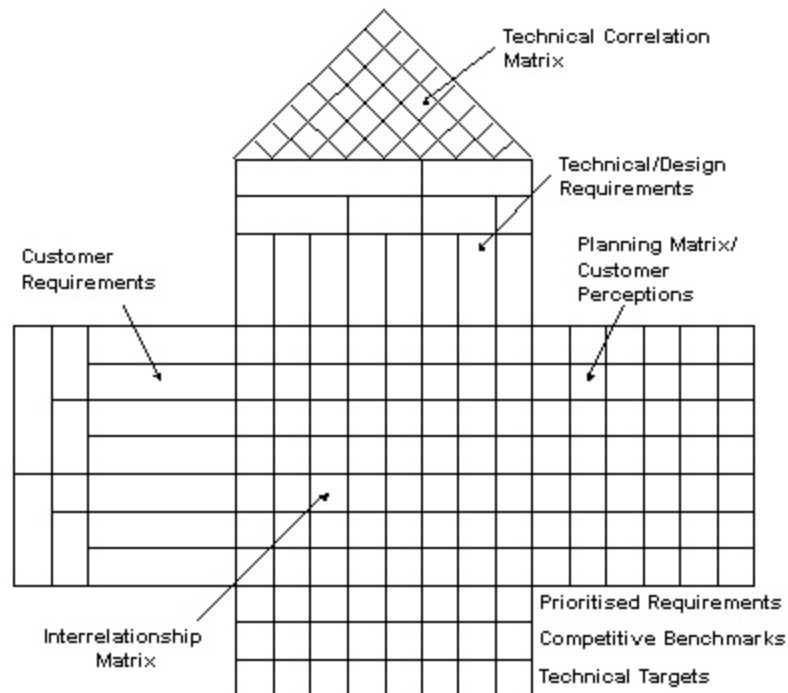 Technical Correlation
Matrix
Technical/Design
Requirements
Customer
Requirements
Planning Matrix/
Customer
Perceptions
Interrelationship
Matrix
Prioritised Requirements
Competitive Benchmarks
Technical Targets